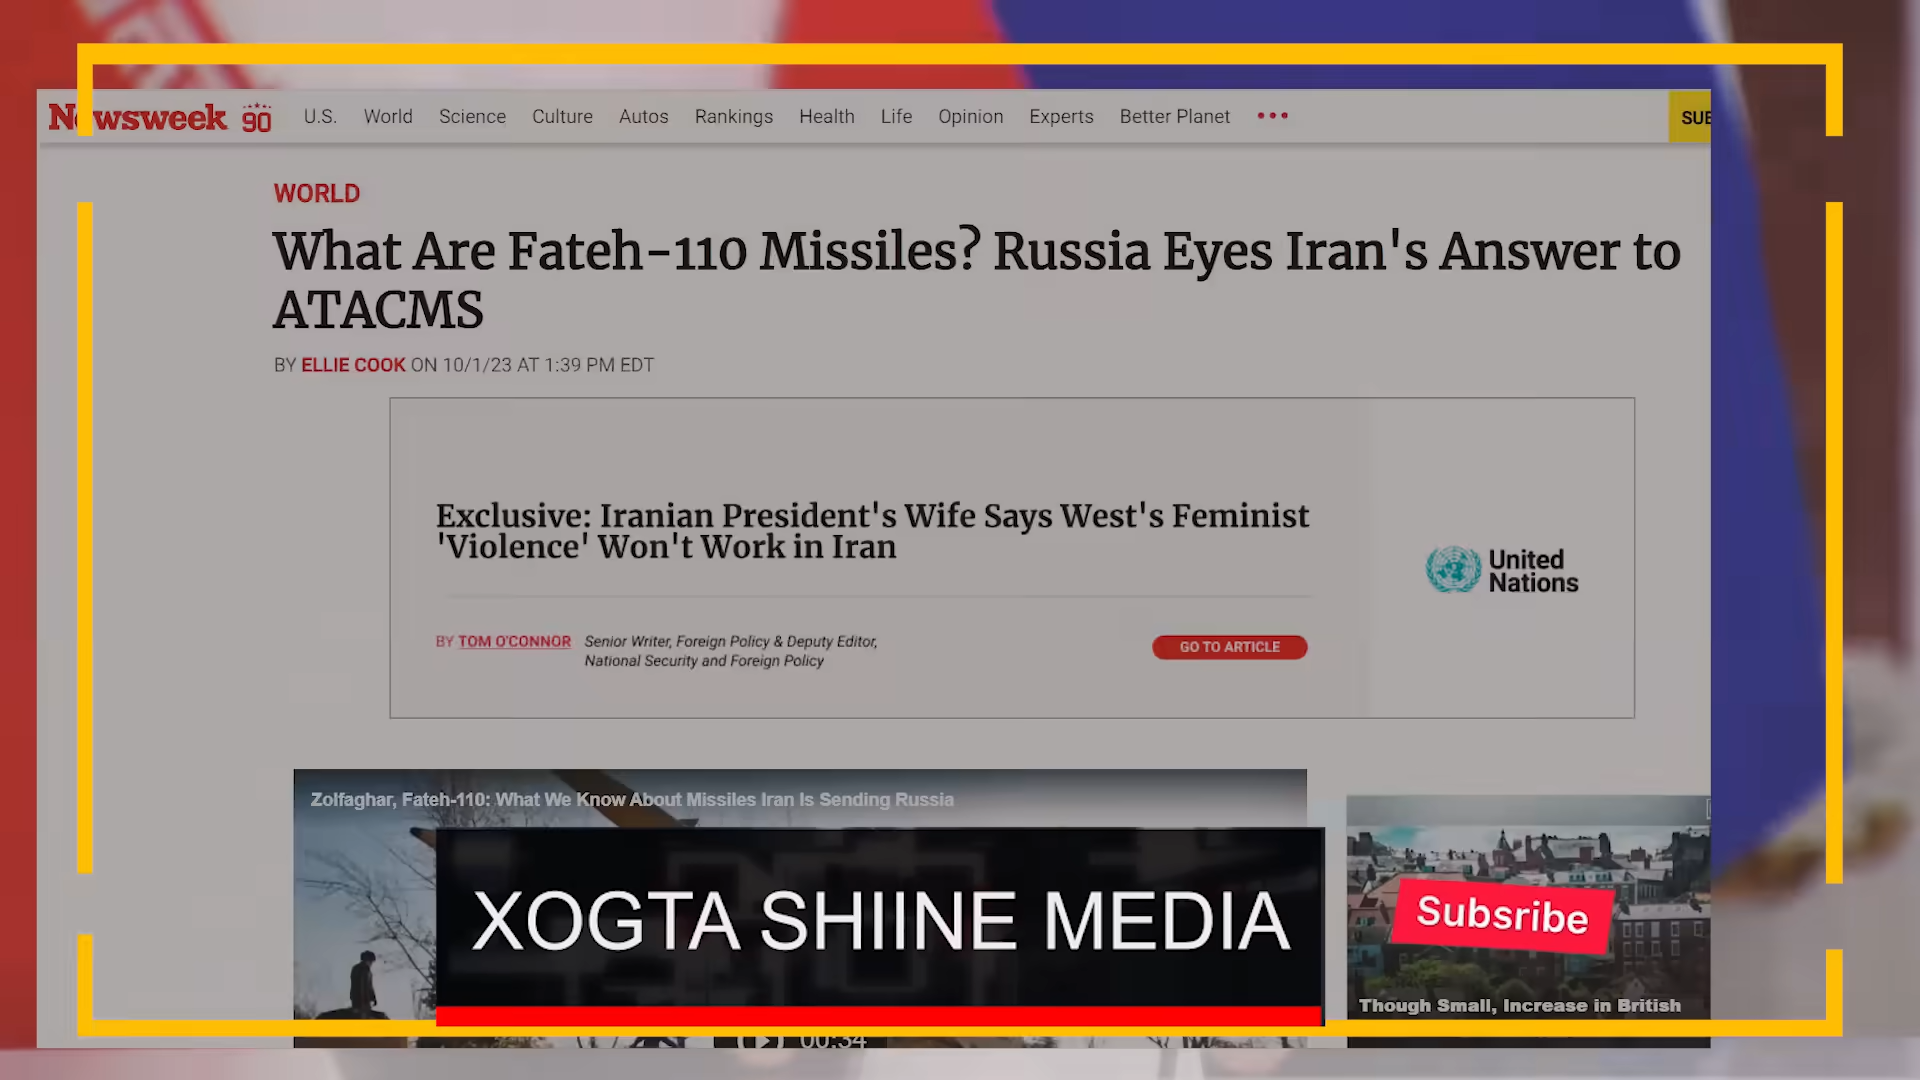 Newsweek 90 U.S. World Science Culture Autos Rankings Health Life Opinion Experts Better Planet
WORLD
What Are Fateh-110 Missiles? Russia Eyes Iran's Answer to
ATACMS
BY ELLIE COOK ON 10/1/23 AT 1:39 PM EDT
Exclusive: Iranian President's Wife Says West's Feminist
'Violence' Won't Work in Iran
BY TOM O'CONNOR Senior Writer, Foreign Policy & Deputy Editor,
National Security and Foreign Policy
GO TO ARTICLE
United
Nations
Zolfaghar, Fateh-110: What We Know About Missiles Iran Is Sending Russia
XOGTA SHIINE MEDIA
Subsribe
Though Small, Increase in British
00:34